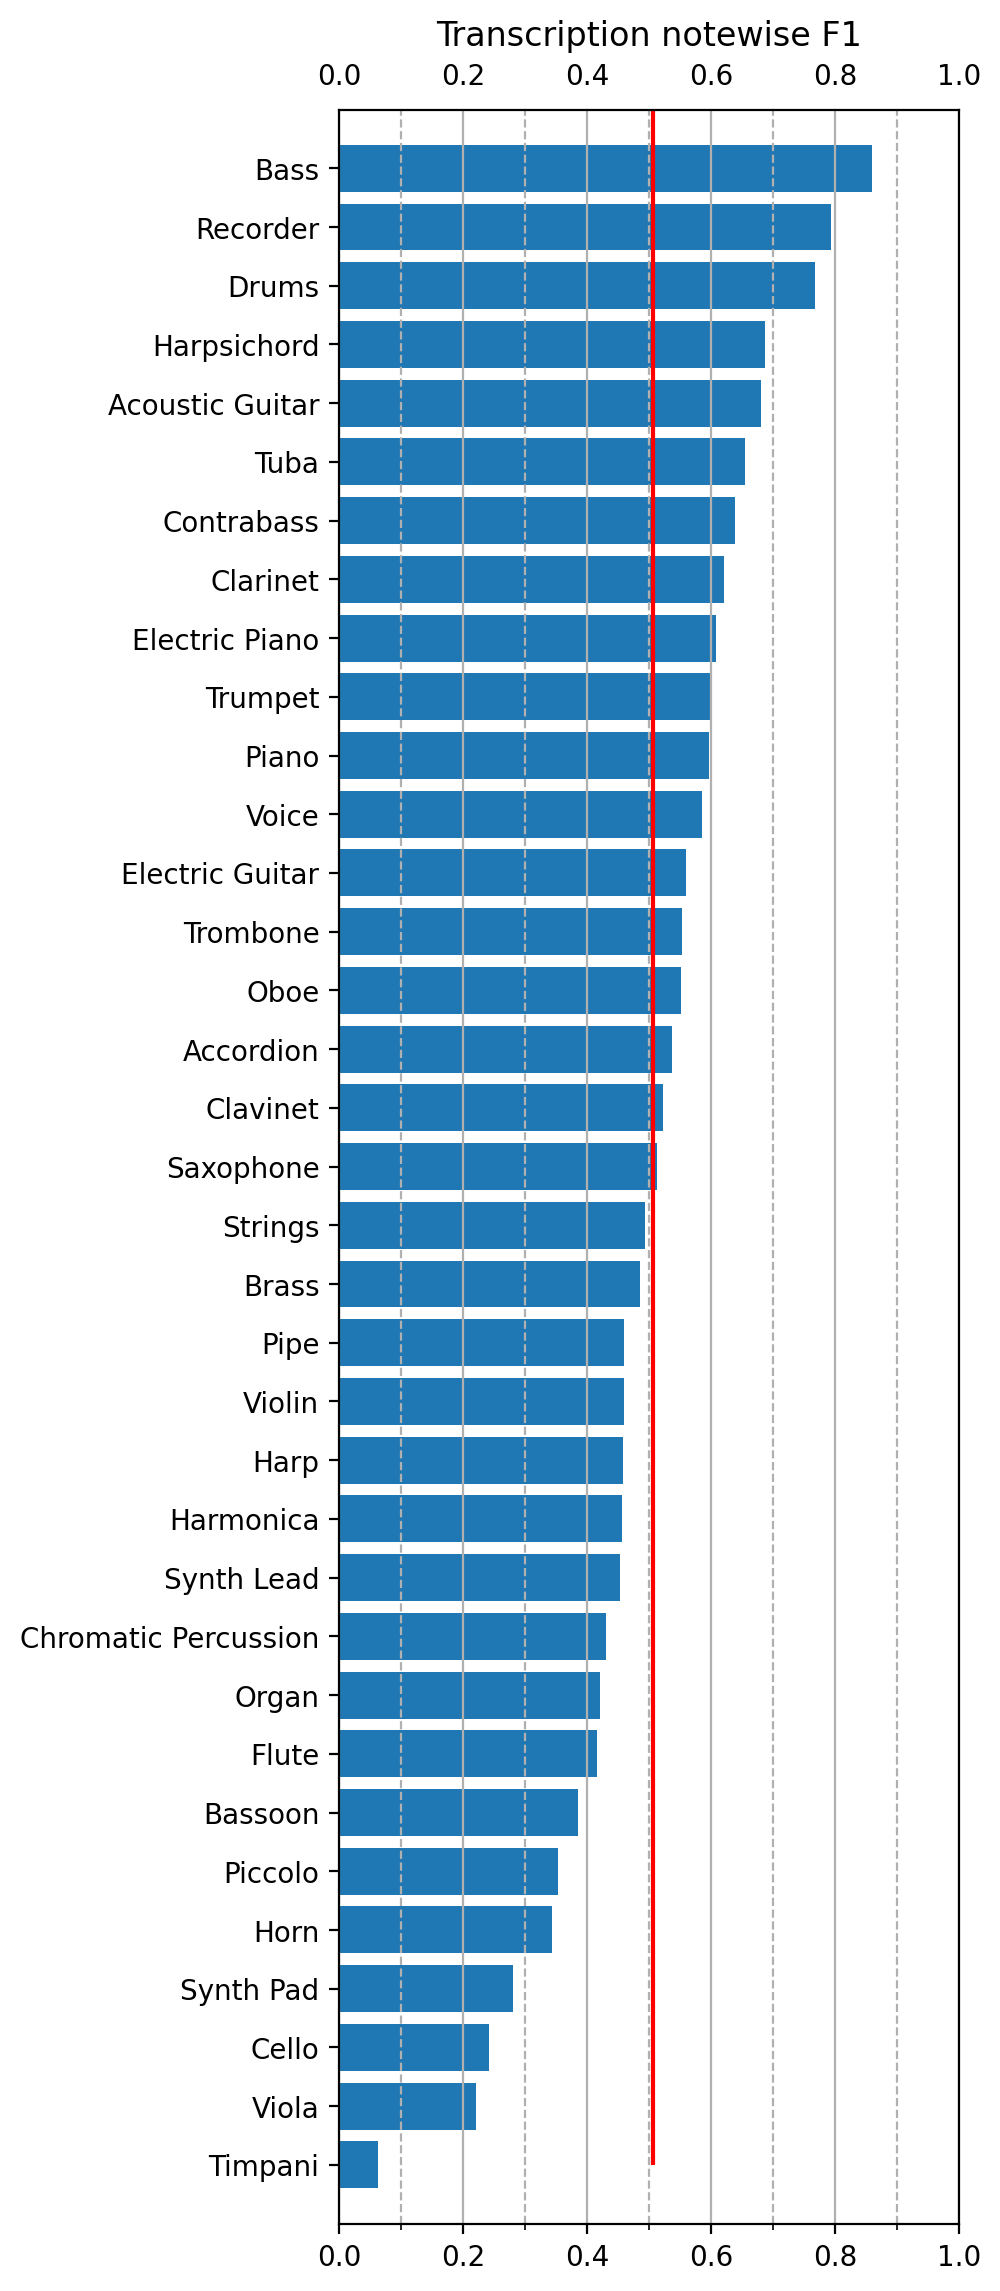 Transcription notewise F1
0.0 0.2 0.4 0.6 0.8 1.0
Bass
Recorder
Drums
Harpsichord
Acoustic Guitar
Tuba
Contrabass
Clarinet
Electric Piano
Trumpet
Piano
Voice
Electric Guitar
Trombone
Oboe
Accordion
Clavinet
Saxophone
Strings
Brass
Pipe
Violin
Harp
Harmonica
Synth Lead
Chromatic Percussion
Organ
Flute
Bassoon
Piccolo
Horn
Synth Pad
Cello
Viola
Timpani
0.0 0.2 0.4 0.6 0.8 1.0